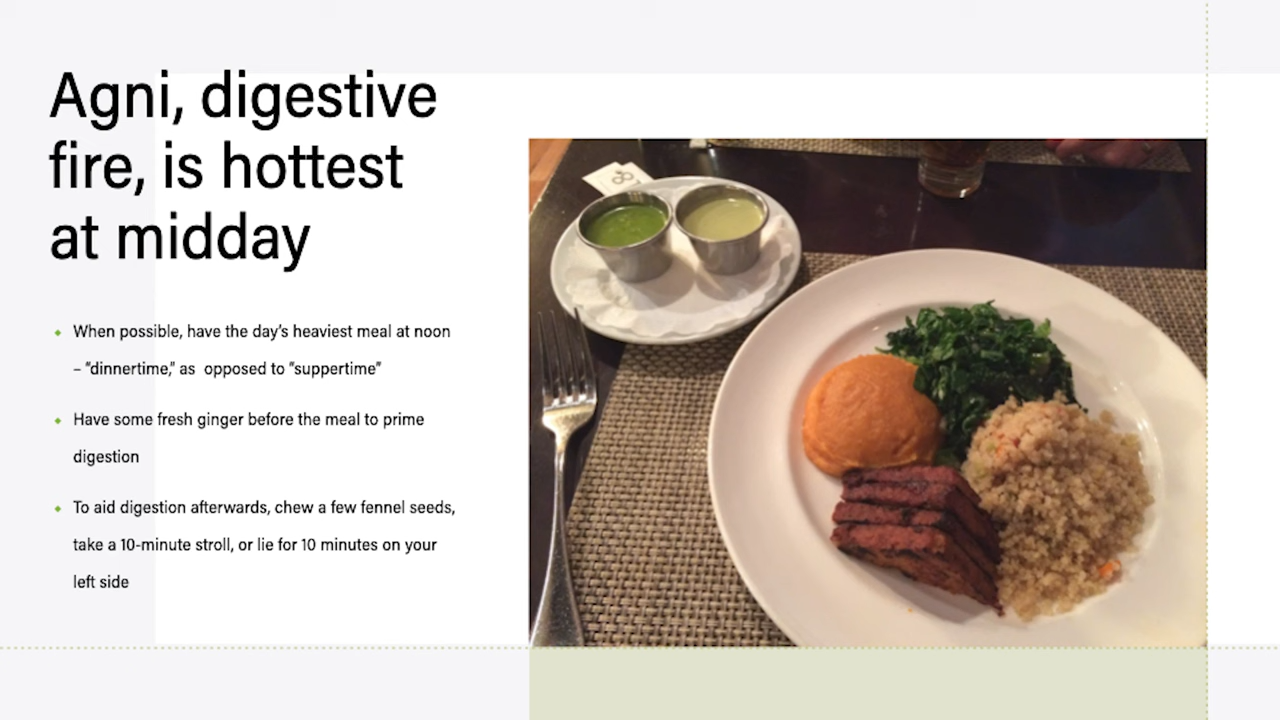 Agni, digestive
fire, is hottest
at midday
When possible, have the day's heaviest meal at noon
– "dinnertime," as  opposed to "suppertime"
Have some fresh ginger before the meal to prime
digestion
To aid digestion afterwards, chew a few fennel seeds,
take a 10-minute stroll, or lie for 10 minutes on your
left side